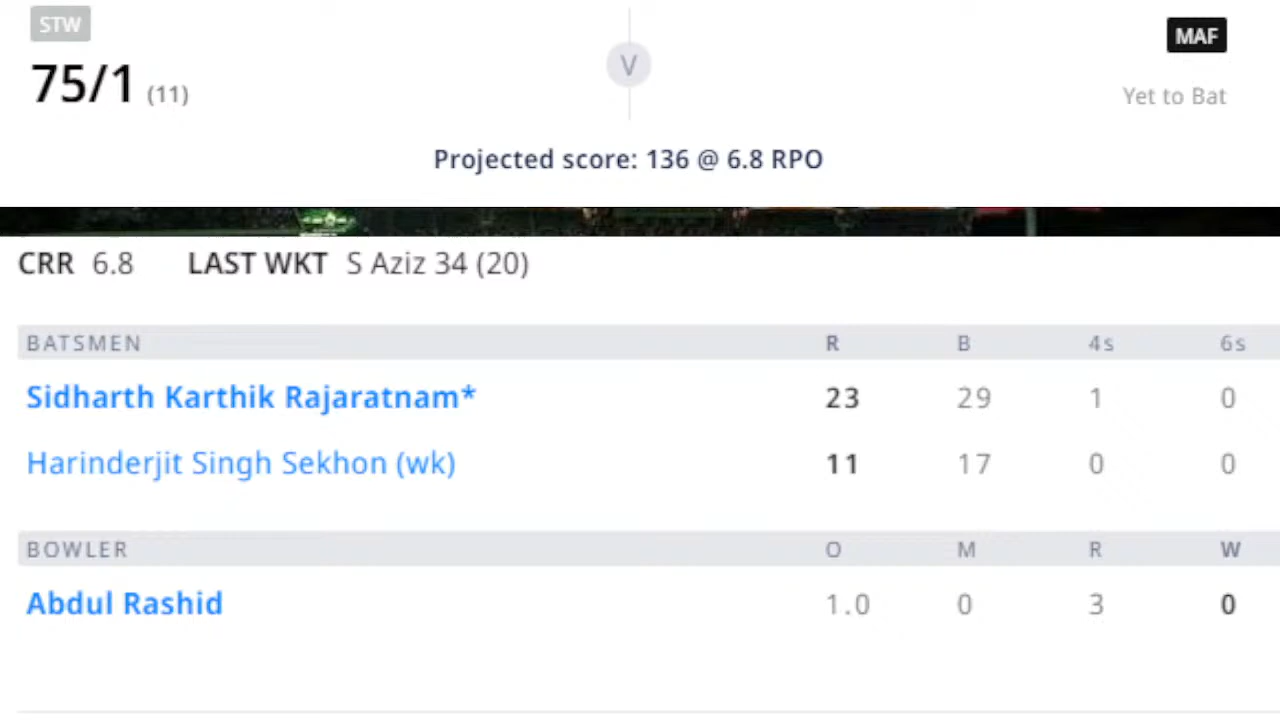 STW
MAF
V
75/1 (11)
Yet to Bat
Projected score: 136 @ 6.8 RPO
CRR 6.8 LAST WKT S Aziz 34 (20)
BATSMEN R B 4s 6s
Sidharth Karthik Rajaratnam* 23 29 1 0
Harinderjit Singh Sekhon (wk) 11 17 0 0
BOWLER O M R W
Abdul Rashid 1.0 0 3 0